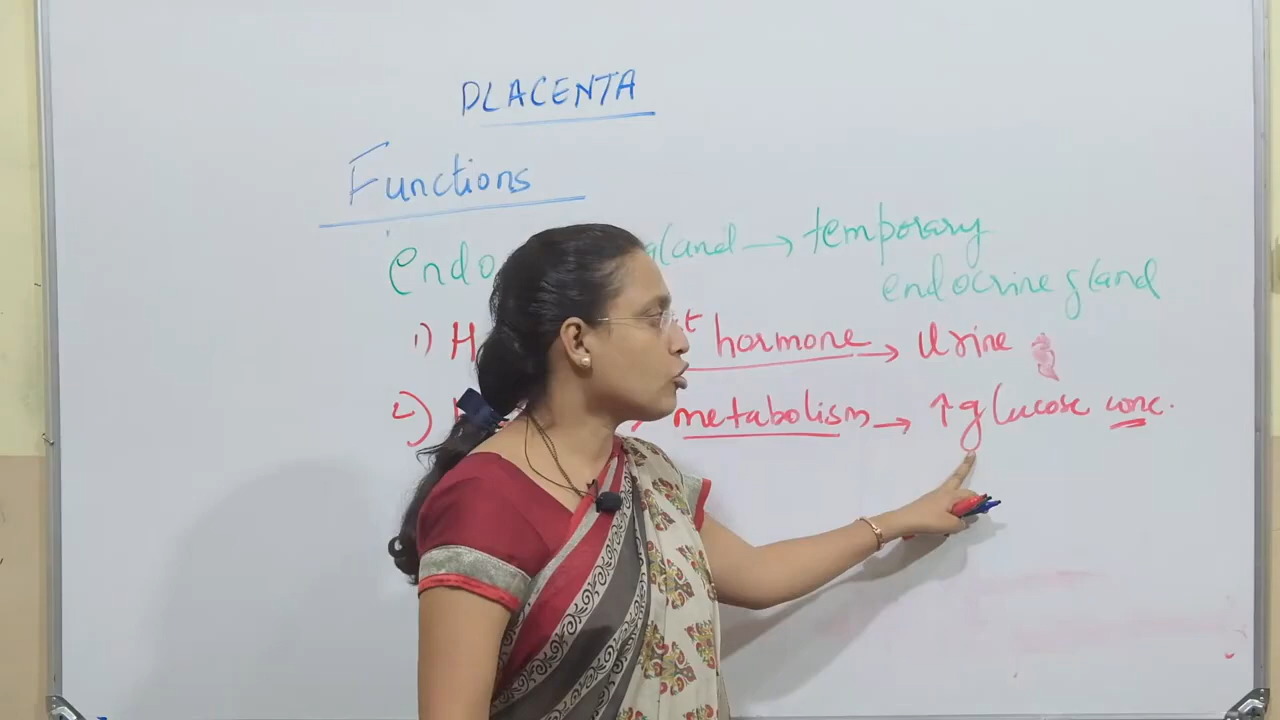 PLACENTA
Functions
endo gland → temporary
endocrine gland
1) H t hormone → Urine
2) metabolism → ↑ glucose conc.